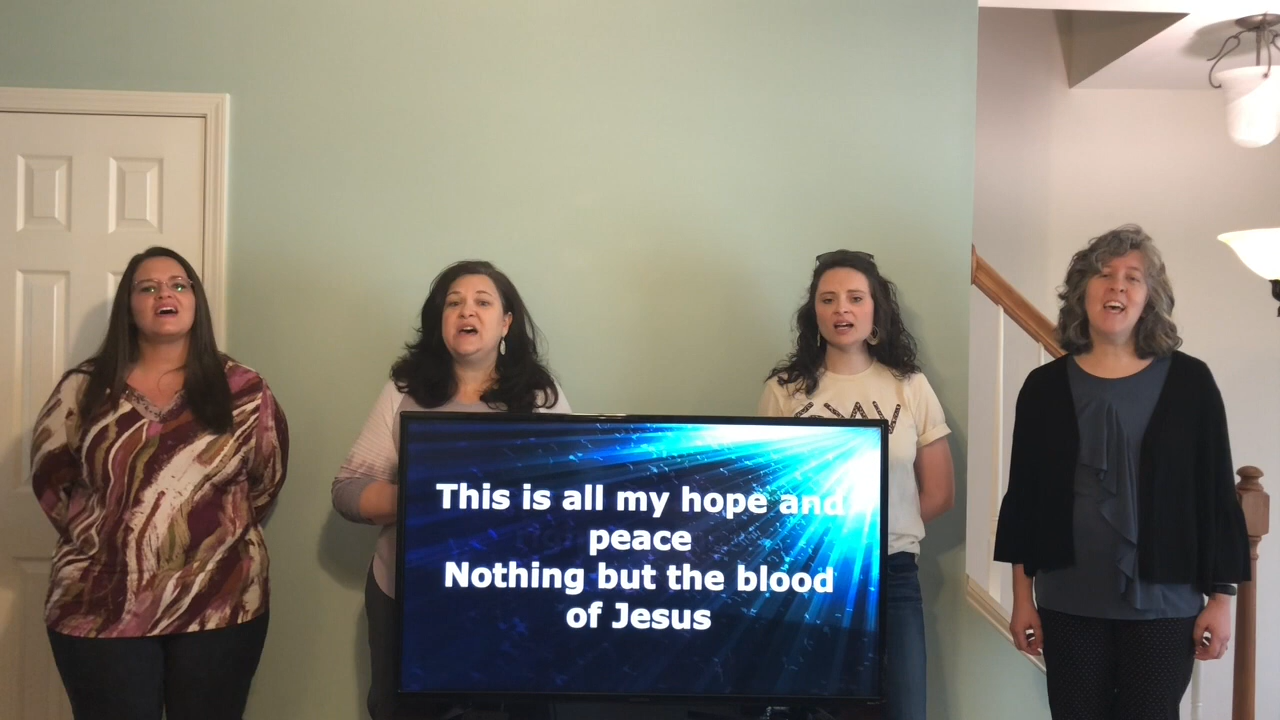 This is all my hope and
peace
Nothing but the blood
of Jesus